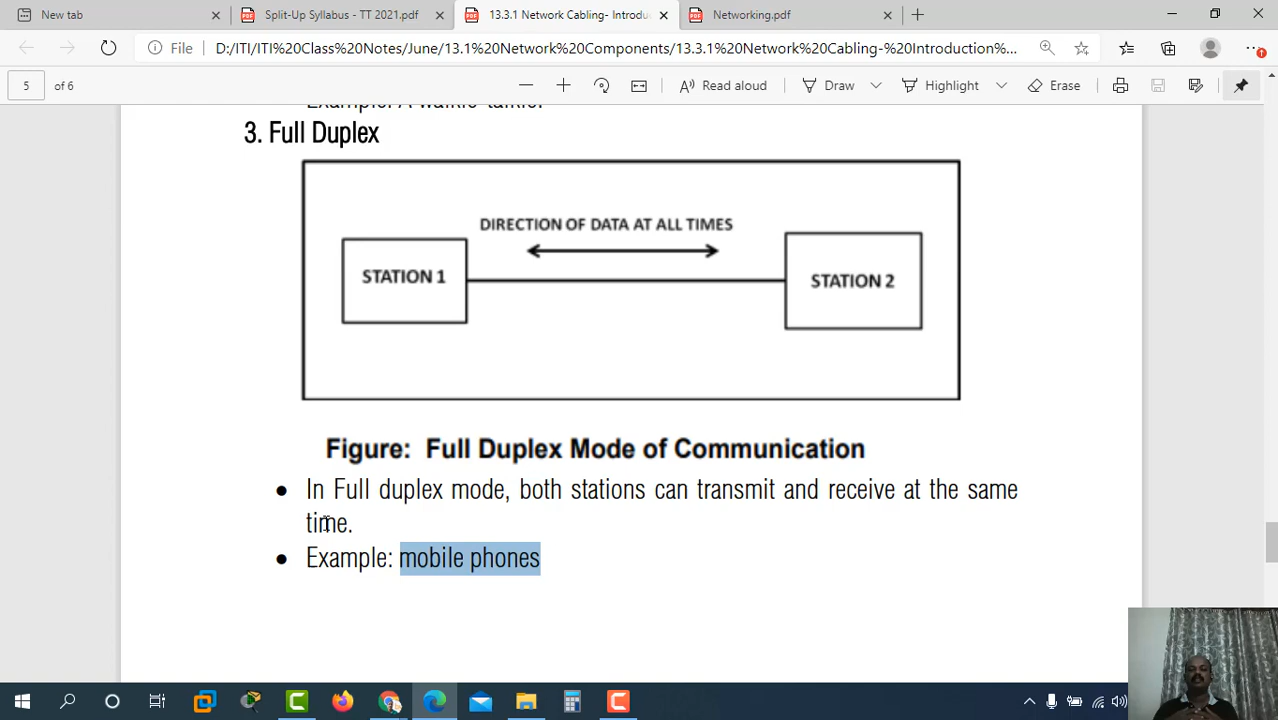 New tab
Split-Up Syllabus - TT 2021.pdf
13.3.1 Network Cabling- Introdu
Networking.pdf
File
D:/ITI/ITI%20Class%20Notes/June/13.1%20Network%20Components/13.3.1%20Network%20Cabling-%20Introduction%...
5 of 6
Read aloud
Draw
Highlight
Erase
Example: A walkie-talkie.
3. Full Duplex
DIRECTION OF DATA AT ALL TIMES
STATION 1
STATION 2
Figure: Full Duplex Mode of Communication
• In Full duplex mode, both stations can transmit and receive at the same
time.
• Example: mobile phones